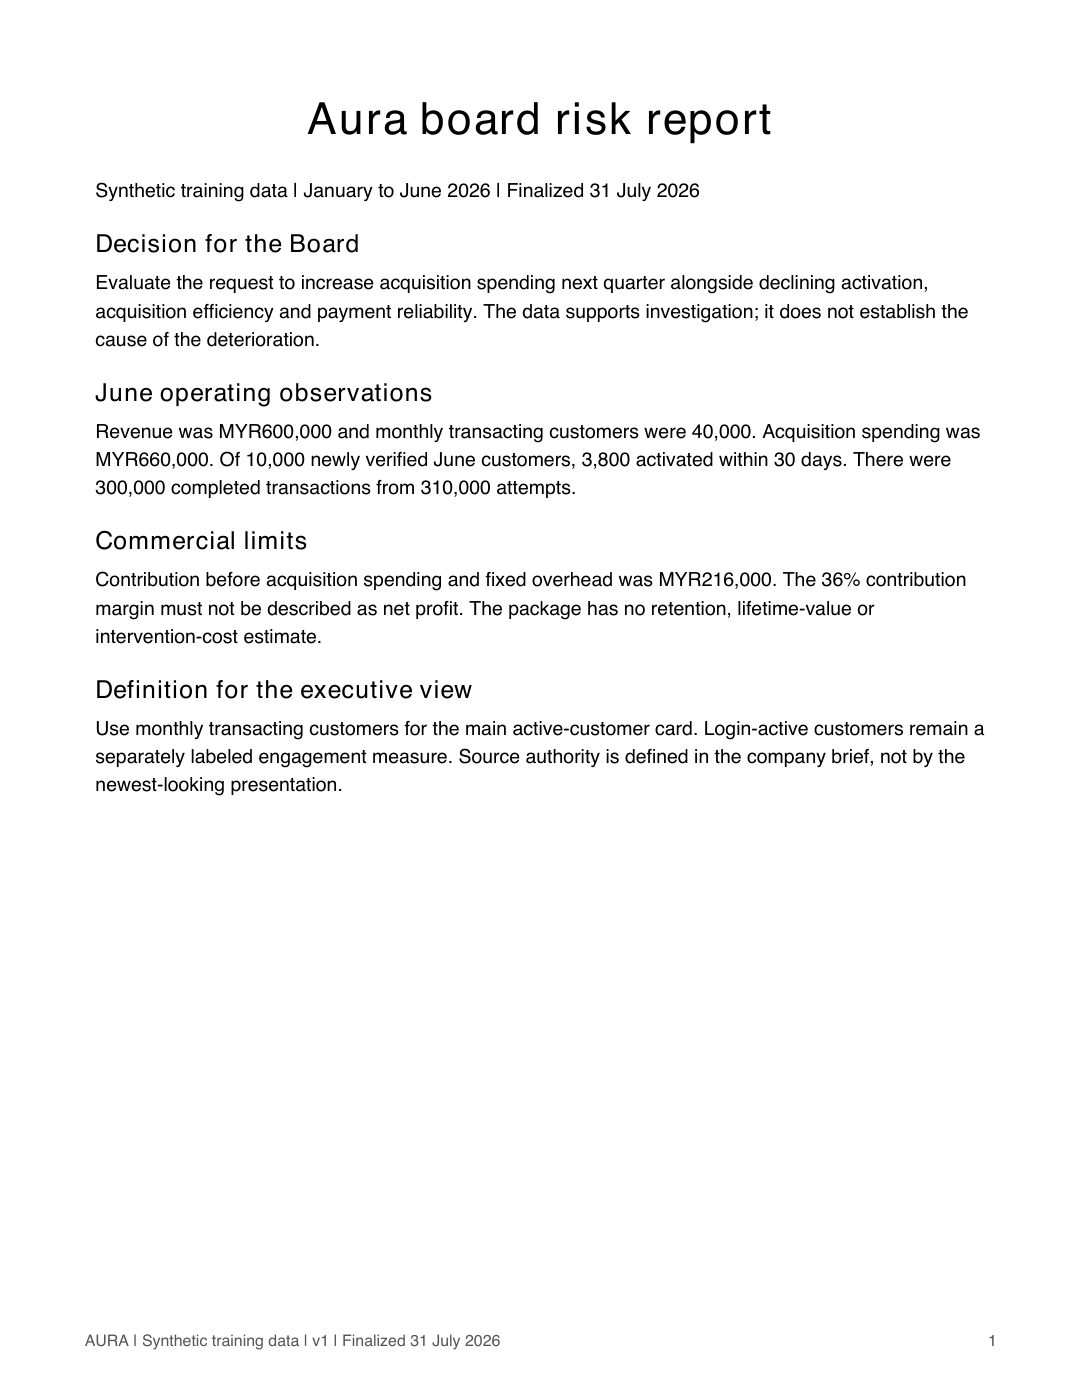 Aura board risk report
Synthetic training data | January to June 2026 | Finalized 31 July 2026
Decision for the Board
Evaluate the request to increase acquisition spending next quarter alongside declining activation,
acquisition efficiency and payment reliability. The data supports investigation; it does not establish the
cause of the deterioration.
June operating observations
Revenue was MYR600,000 and monthly transacting customers were 40,000. Acquisition spending was
MYR660,000. Of 10,000 newly verified June customers, 3,800 activated within 30 days. There were
300,000 completed transactions from 310,000 attempts.
Commercial limits
Contribution before acquisition spending and fixed overhead was MYR216,000. The 36% contribution
margin must not be described as net profit. The package has no retention, lifetime-value or
intervention-cost estimate.
Definition for the executive view
Use monthly transacting customers for the main active-customer card. Login-active customers remain a
separately labeled engagement measure. Source authority is defined in the company brief, not by the
newest-looking presentation.
AURA | Synthetic training data | v1 | Finalized 31 July 2026 1